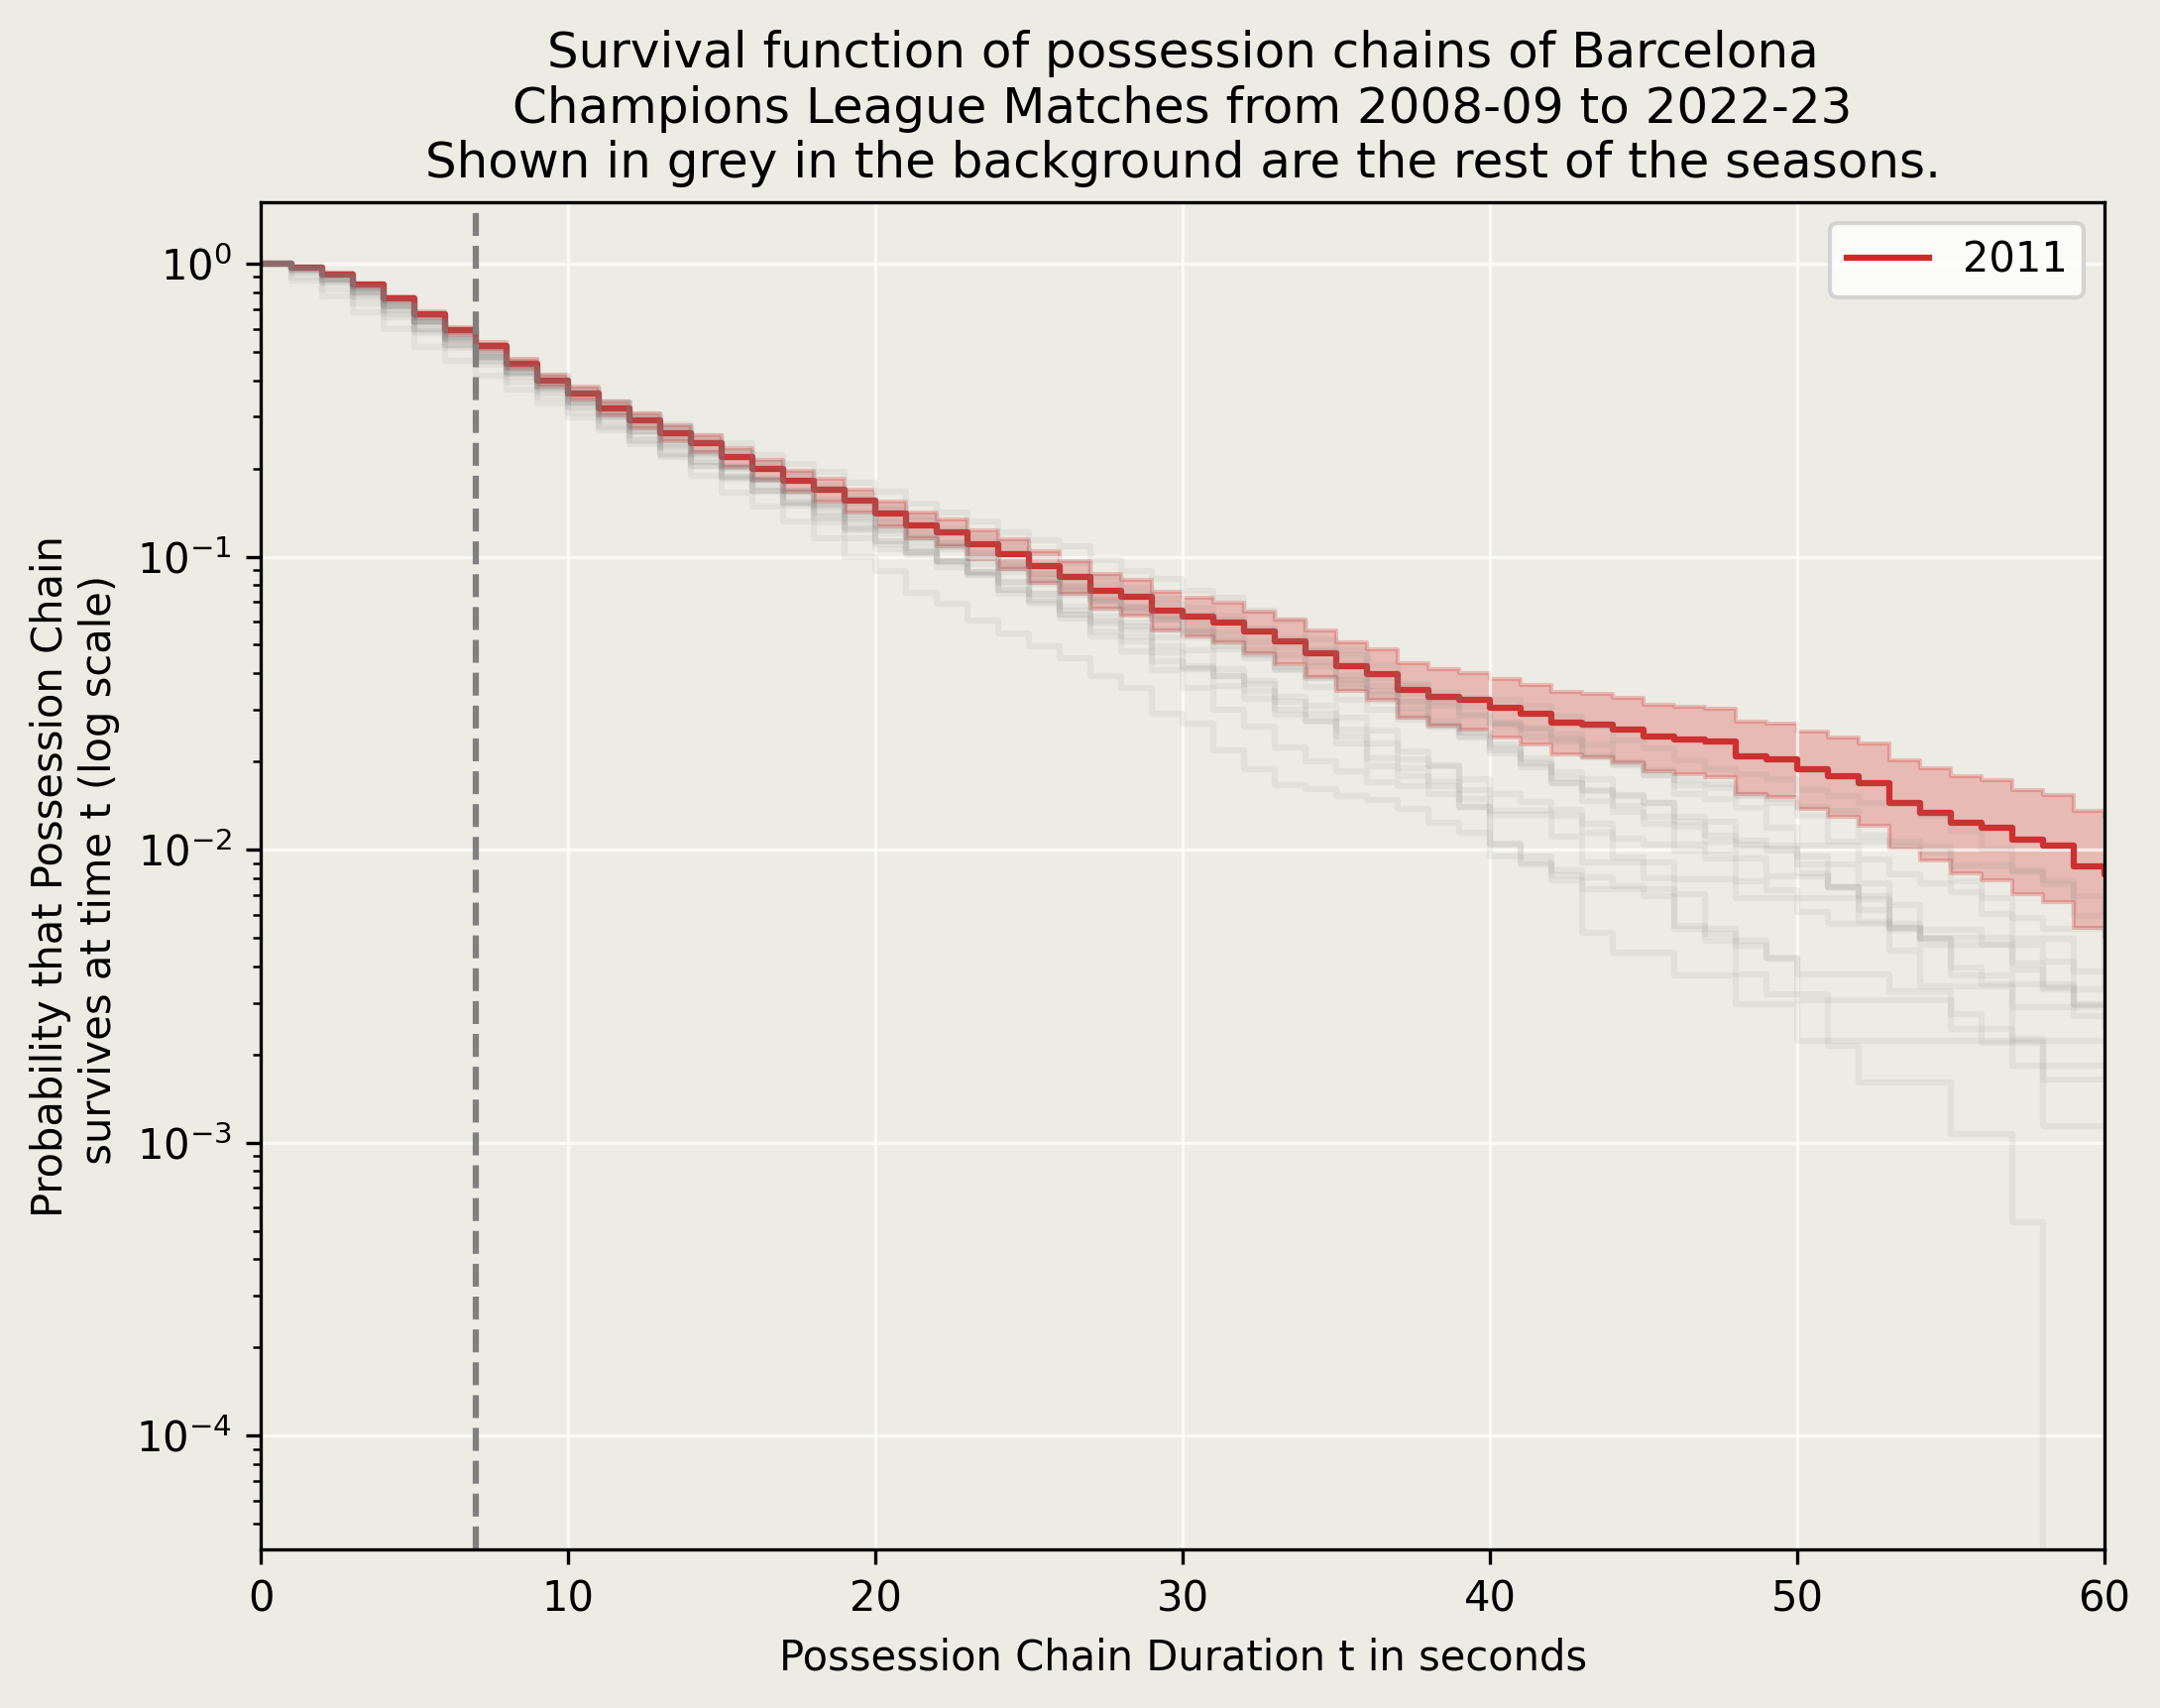 Survival function of possession chains of Barcelona
Champions League Matches from 2008-09 to 2022-23
Shown in grey in the background are the rest of the seasons.
2011
10⁰
10⁻¹
10⁻²
10⁻³
10⁻⁴
Probability that Possession Chain
survives at time t (log scale)
0 10 20 30 40 50 60
Possession Chain Duration t in seconds